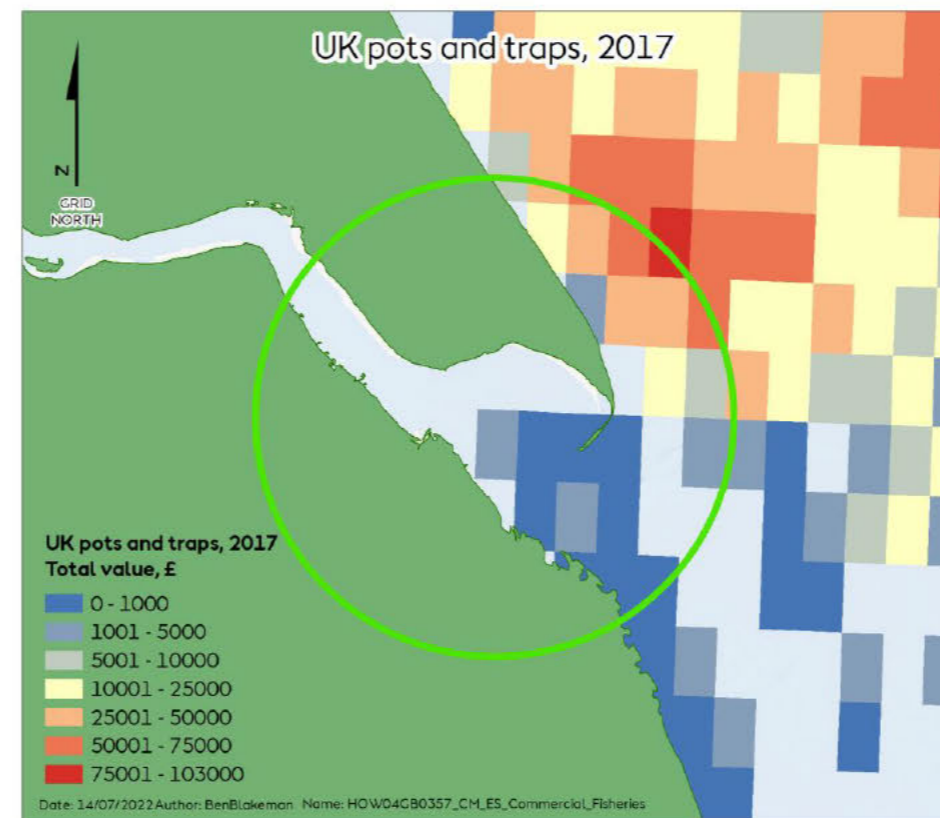 UK pots and traps, 2017
N
GRID
NORTH
UK pots and traps, 2017
Total value, £
0 - 1000
1001 - 5000
5001 - 10000
10001 - 25000
25001 - 50000
50001 - 75000
75001 - 103000
Date: 14/07/2022 Author: BenBlakeman Name: HOW04GB0357_CM_ES_Commercial_Fisheries